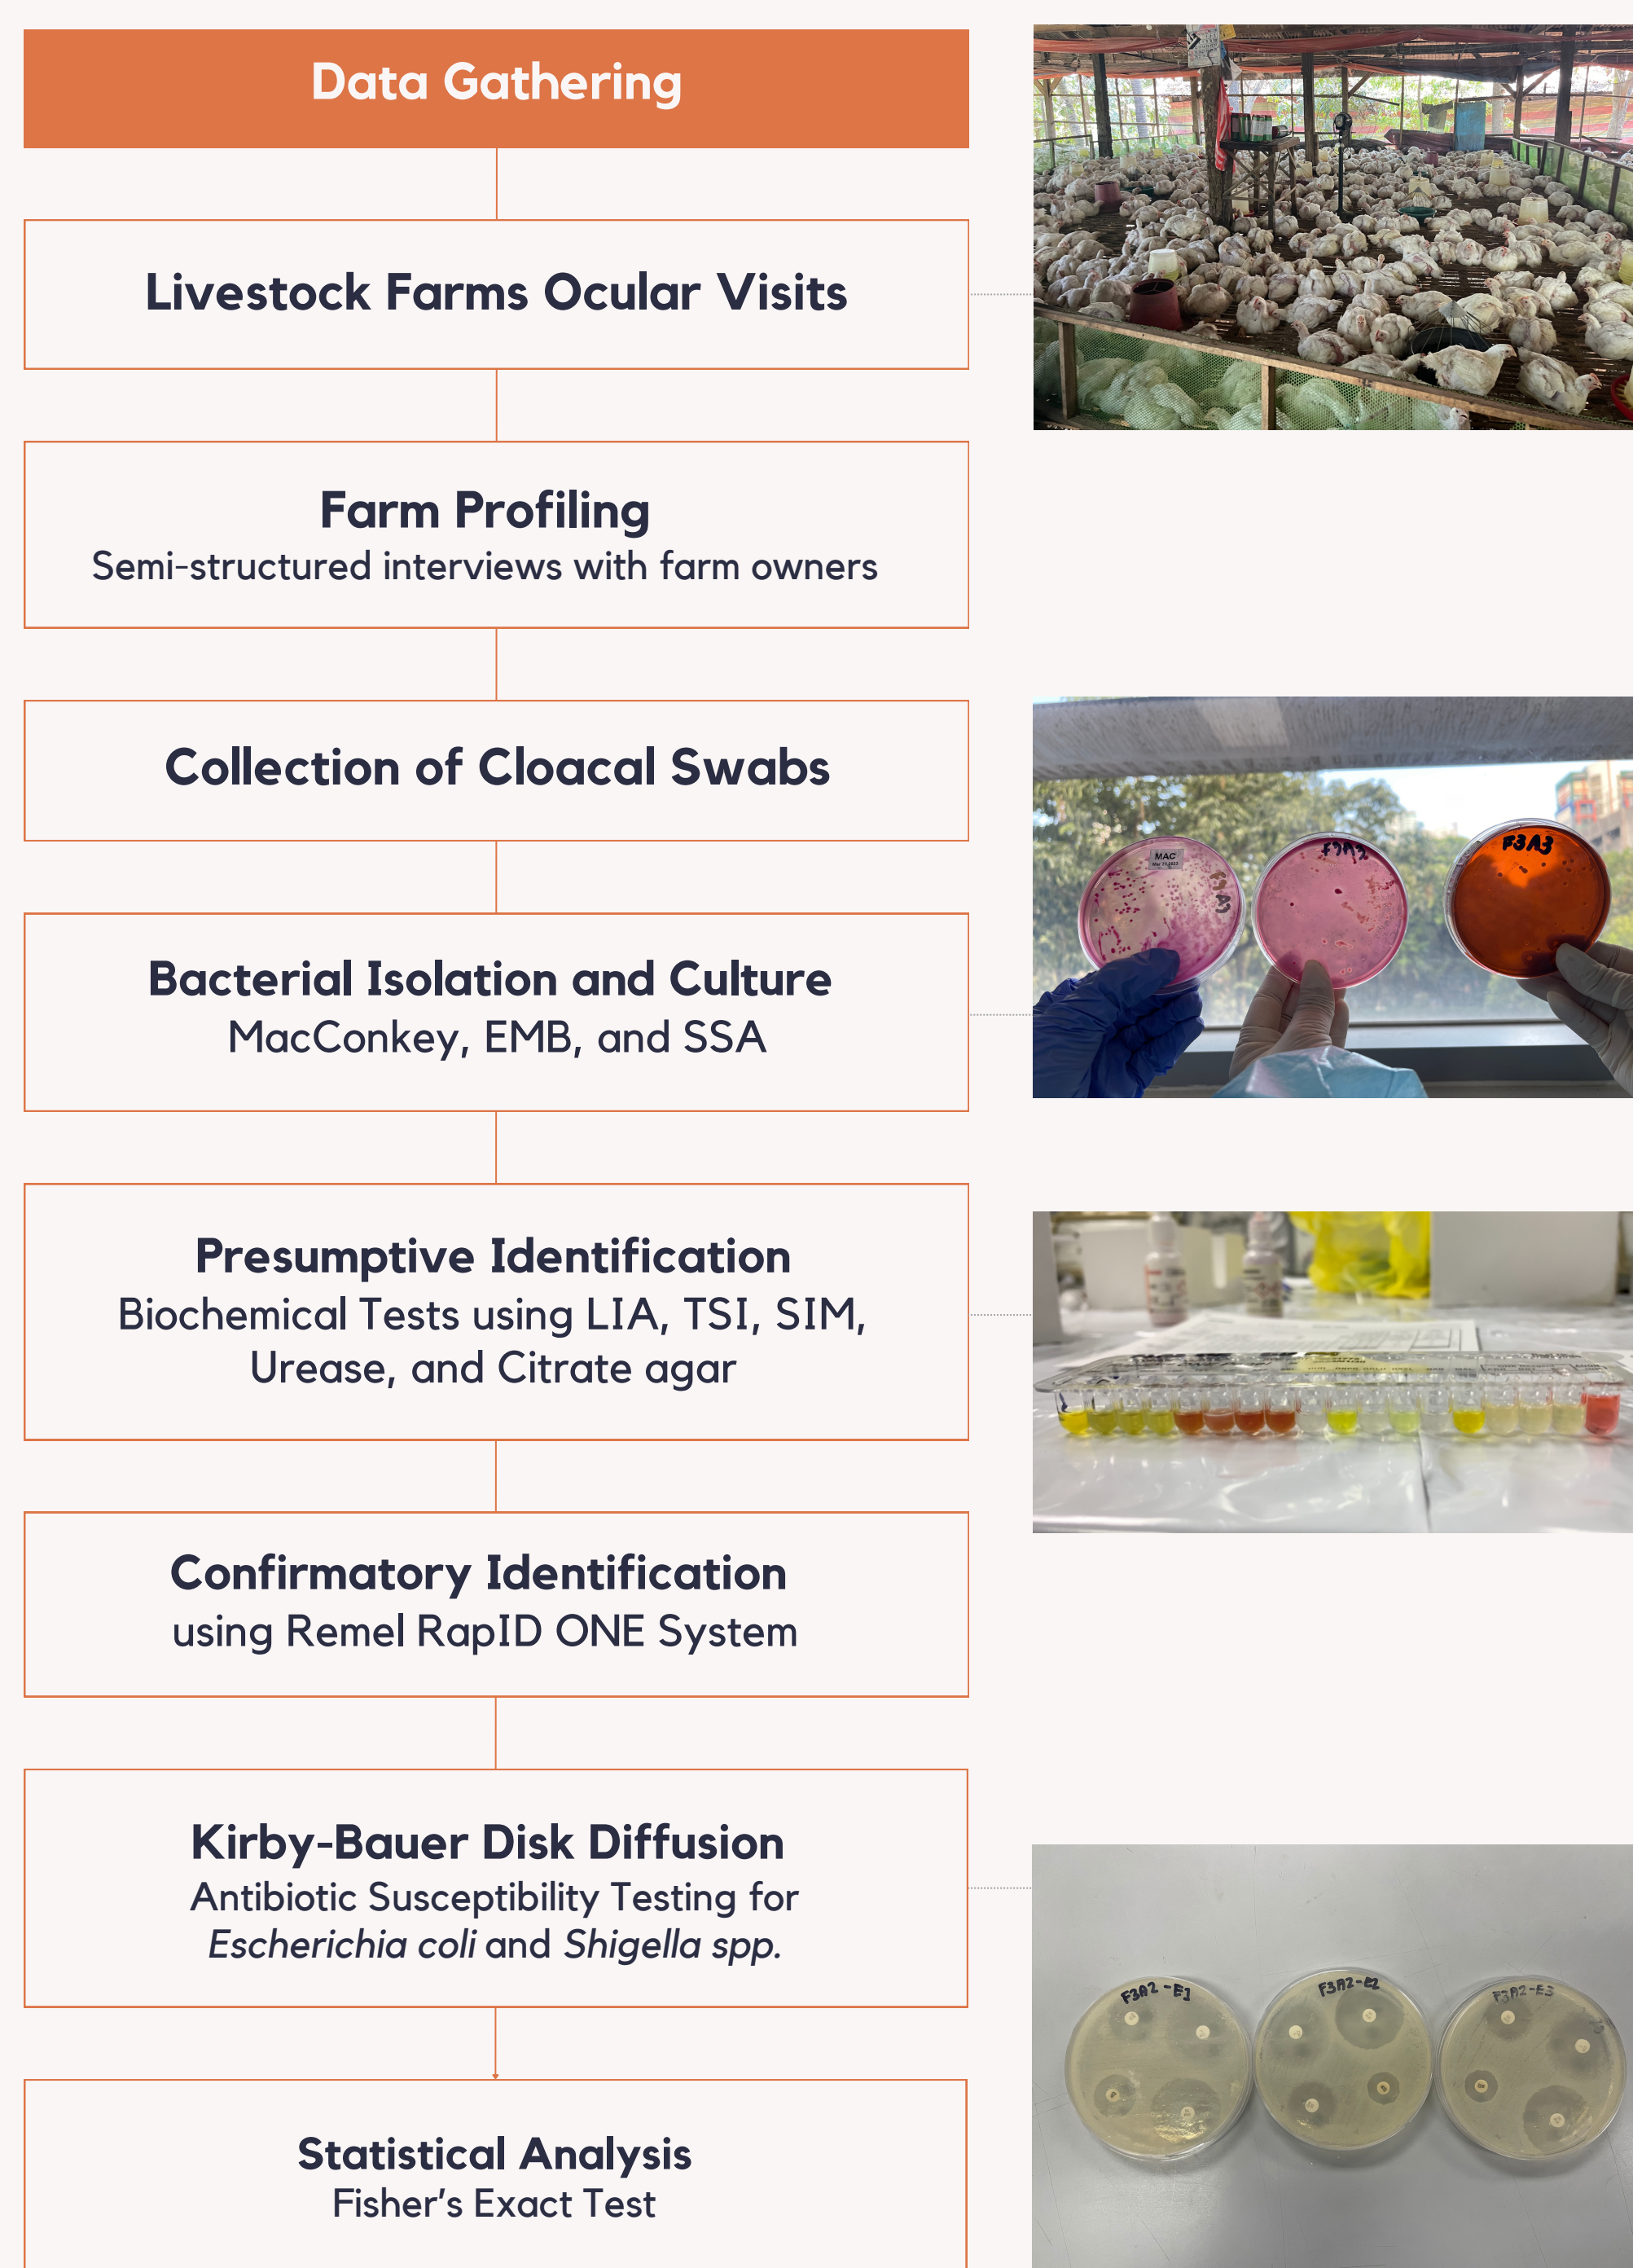 Data Gathering
Livestock Farms Ocular Visits
Farm Profiling
Semi-structured interviews with farm owners
Collection of Cloacal Swabs
MAC
F3A3
Bacterial Isolation and Culture
MacConkey, EMB, and SSA
Presumptive Identification
Biochemical Tests using LIA, TSI, SIM,
Urease, and Citrate agar
Confirmatory Identification
using Remel RapID ONE System
Kirby-Bauer Disk Diffusion
Antibiotic Susceptibility Testing for
Escherichia coli and Shigella spp.
F3A2-E1
F3A2-E2
F3A2-E3
Statistical Analysis
Fisher's Exact Test